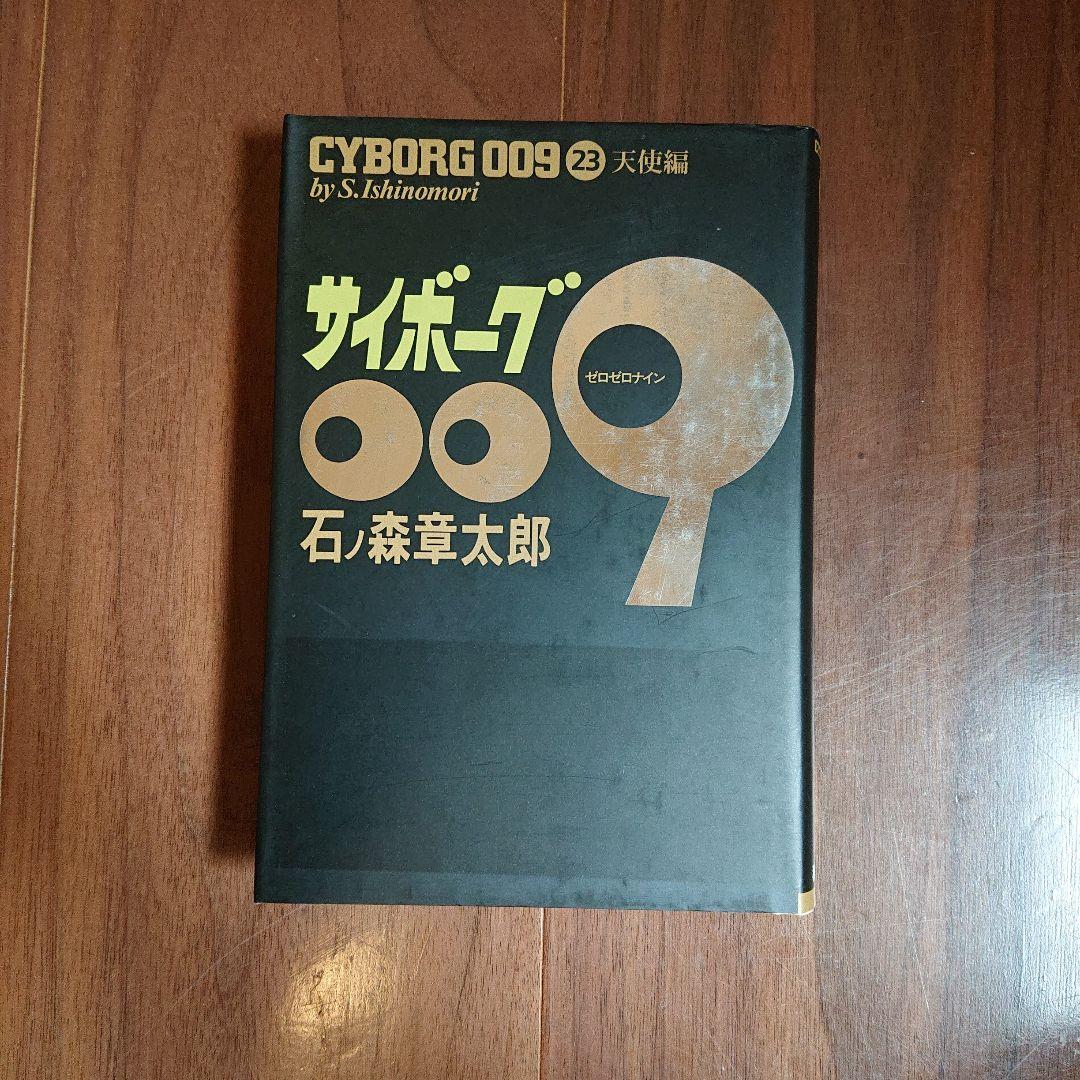 CYBORG 009 23 天使編
by S. Ishinomori
サイボーグ
009
ゼロゼロナイン
石ノ森章太郎